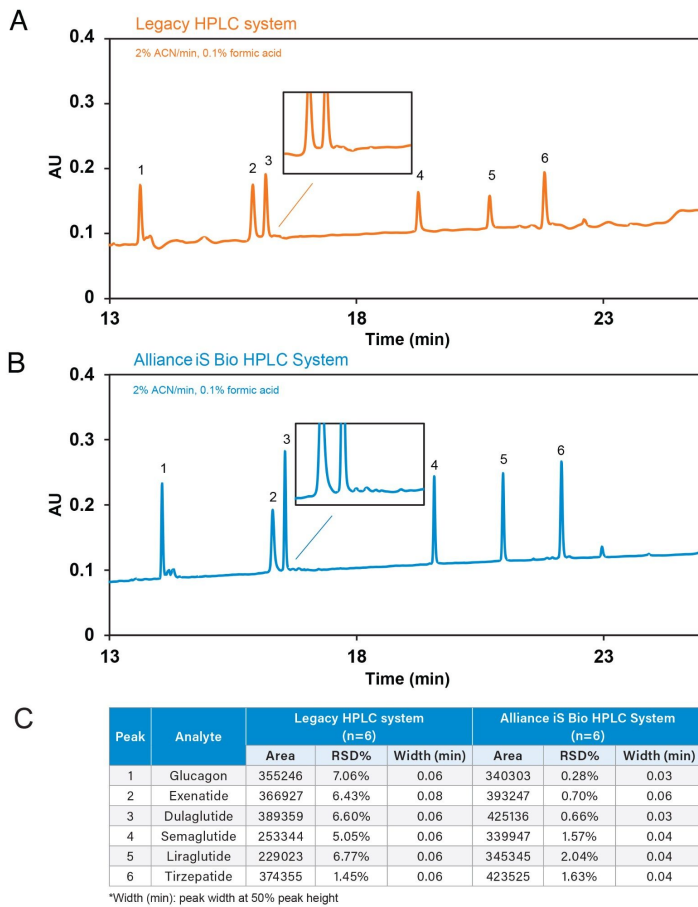 A
Legacy HPLC system
2% ACN/min, 0.1% formic acid
0.4
0.3
0.2
0.1
0
AU
1
2
3
4
5
6
13
18
23
Time (min)
B
Alliance iS Bio HPLC System
2% ACN/min, 0.1% formic acid
0.4
0.3
0.2
0.1
0
AU
1
2
3
4
5
6
13
18
23
Time (min)
C
Peak Analyte Legacy HPLC system (n=6) Alliance iS Bio HPLC System (n=6)
Area RSD% Width (min) Area RSD% Width (min)
1 Glucagon 355246 7.06% 0.06 340303 0.28% 0.03
2 Exenatide 366927 6.43% 0.08 393247 0.70% 0.06
3 Dulaglutide 389359 6.60% 0.06 425136 0.66% 0.03
4 Semaglutide 253344 5.05% 0.06 339947 1.57% 0.04
5 Liraglutide 229023 6.77% 0.06 345345 2.04% 0.04
6 Tirzepatide 374355 1.45% 0.06 423525 1.63% 0.04
*Width (min): peak width at 50% peak height